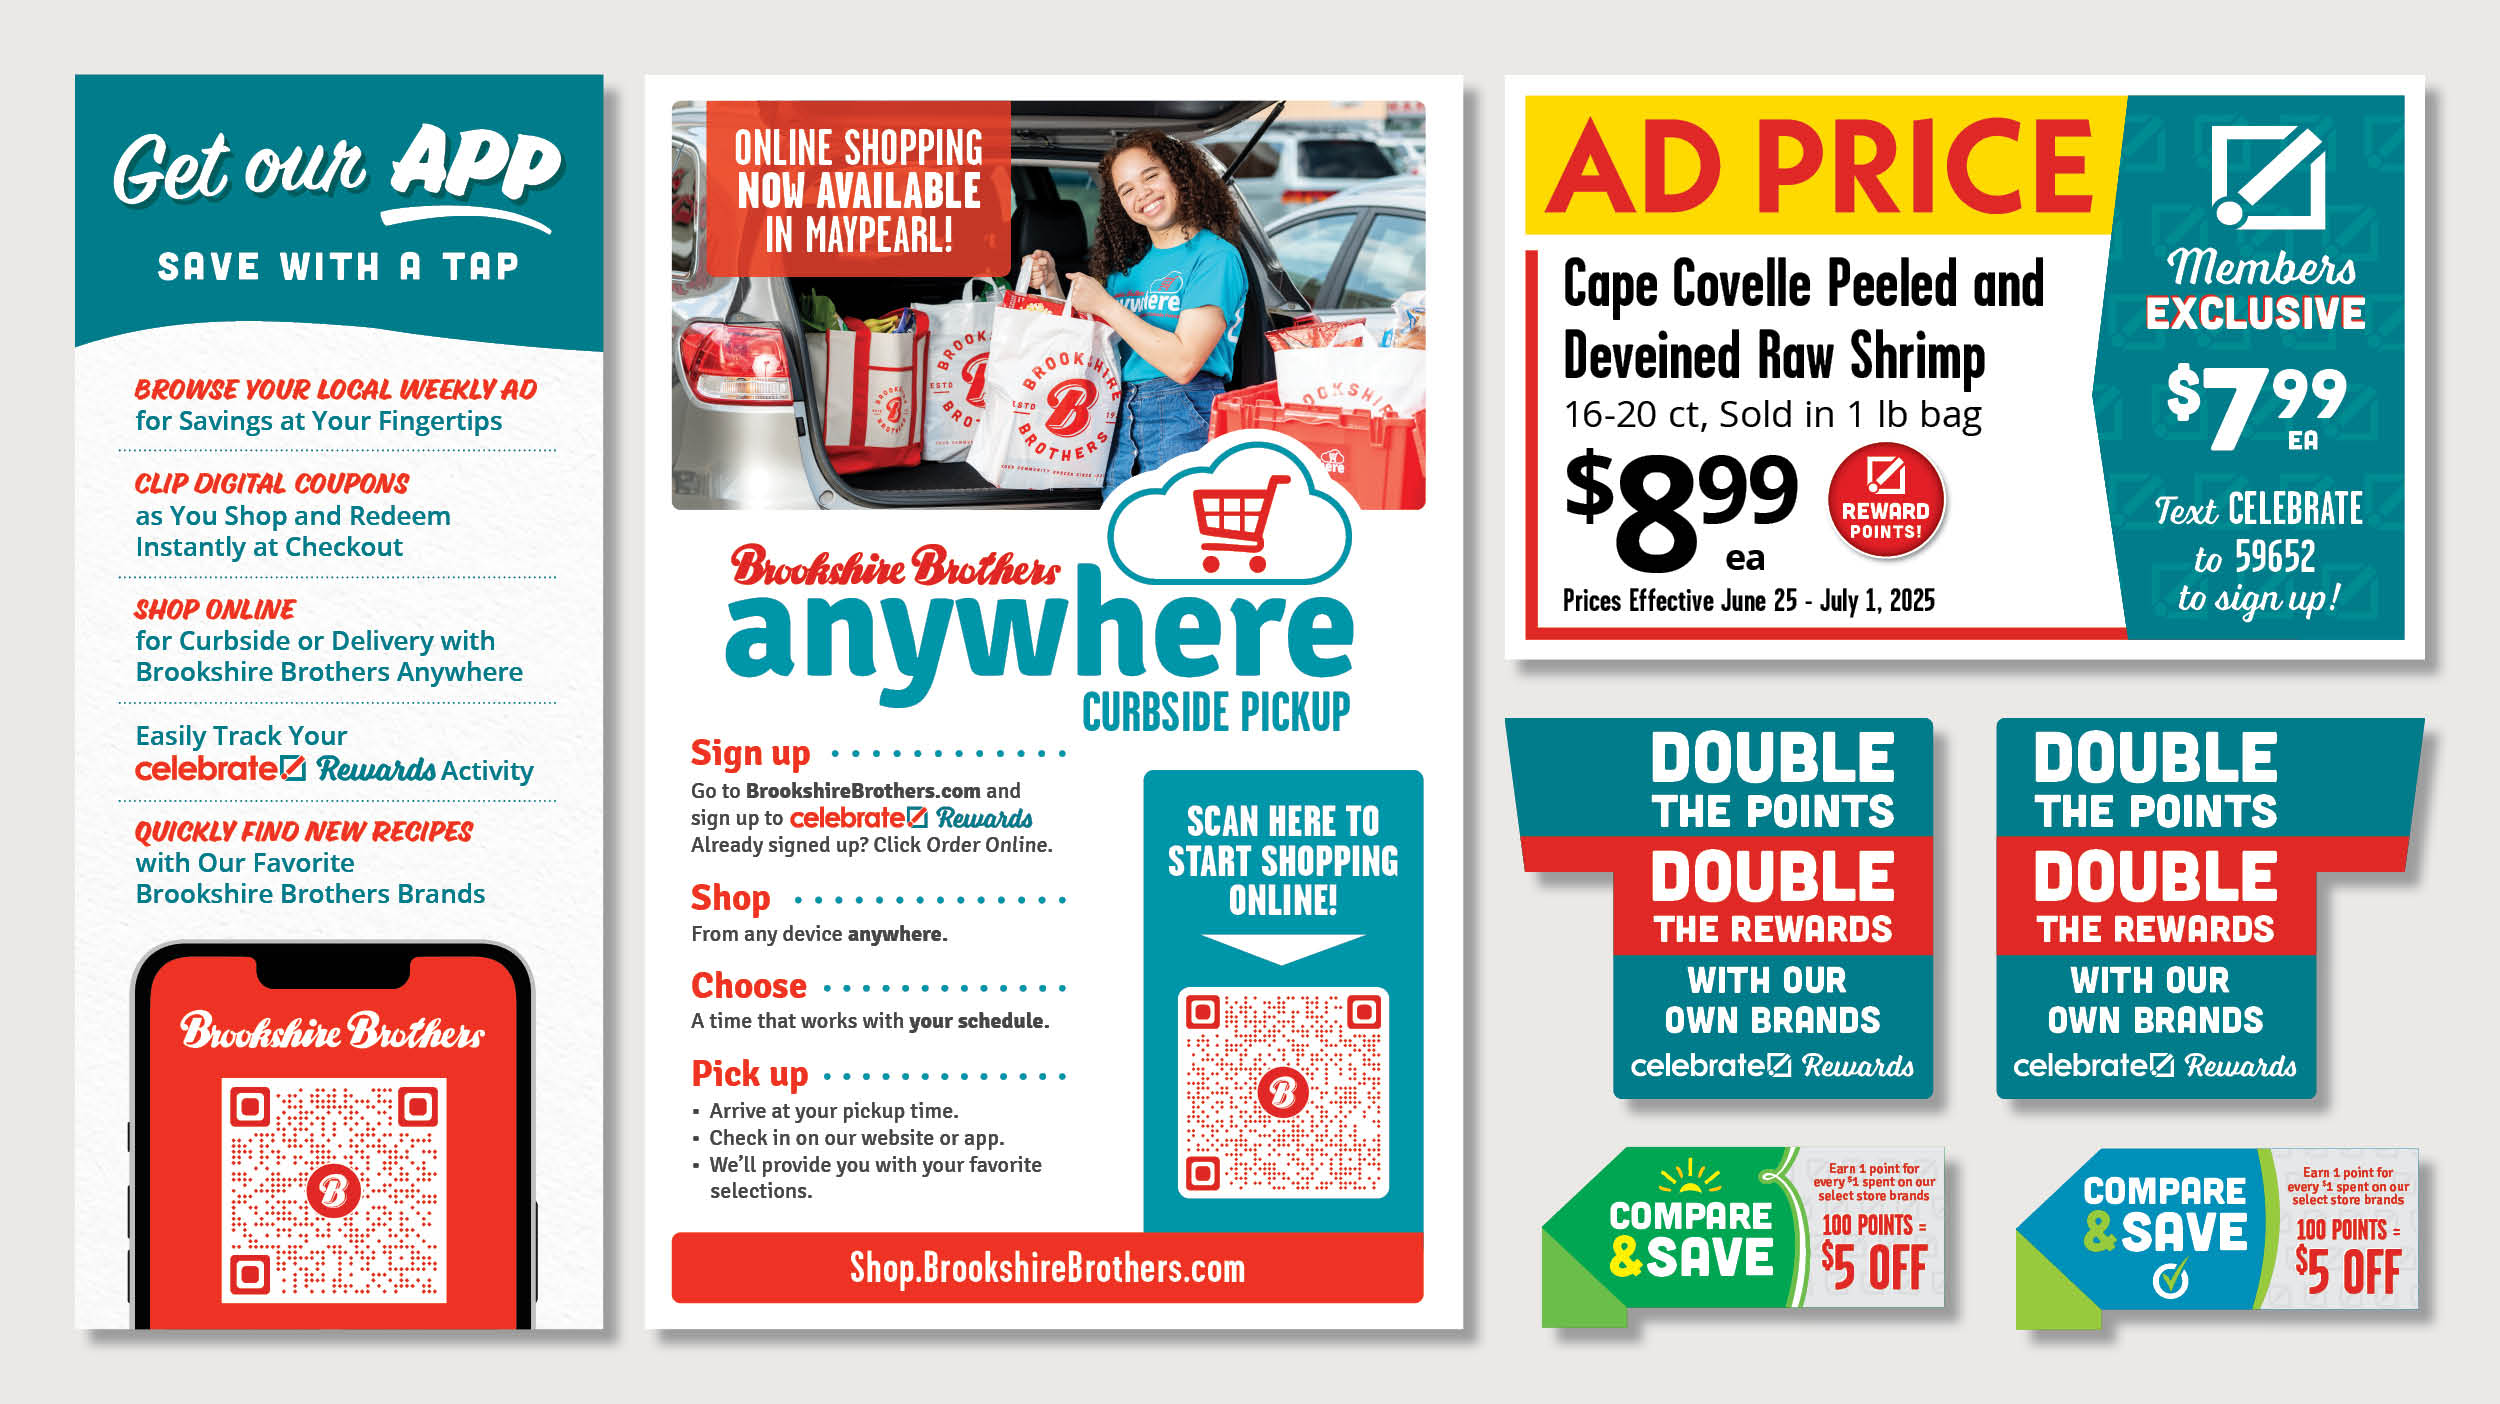 Get our APP
SAVE WITH A TAP
BROWSE YOUR LOCAL WEEKLY AD
for Savings at Your Fingertips
CLIP DIGITAL COUPONS
as You Shop and Redeem
Instantly at Checkout
SHOP ONLINE
for Curbside or Delivery with
Brookshire Brothers Anywhere
Easily Track Your
celebrate Rewards Activity
QUICKLY FIND NEW RECIPES
with Our Favorite
Brookshire Brothers Brands
Brookshire Brothers
B
ONLINE SHOPPING
NOW AVAILABLE
IN MAYPEARL!
BROOKSHIRE
ESTD
B
BROTHERS
Brookshire Brothers
anywhere
CURBSIDE PICKUP
Sign up
Go to BrookshireBrothers.com and
sign up to celebrate Rewards
Already signed up? Click Order Online.
Shop
From any device anywhere.
Choose
A time that works with your schedule.
Pick up
▪ Arrive at your pickup time.
▪ Check in on our website or app.
▪ We'll provide you with your favorite
selections.
SCAN HERE TO
START SHOPPING
ONLINE!
B
Shop.BrookshireBrothers.com
AD PRICE
Cape Covelle Peeled and
Deveined Raw Shrimp
16-20 ct, Sold in 1 lb bag
$8.99
ea
REWARD
POINTS!
Prices Effective June 25 - July 1, 2025
Members
EXCLUSIVE
$7.99
EA
Text CELEBRATE
to 59652
to sign up!
DOUBLE
THE POINTS
DOUBLE
THE REWARDS
WITH OUR
OWN BRANDS
celebrate Rewards
DOUBLE
THE POINTS
DOUBLE
THE REWARDS
WITH OUR
OWN BRANDS
celebrate Rewards
COMPARE
&SAVE
Earn 1 point for
every $1 spent on our
select store brands
100 POINTS =
$5 OFF
COMPARE
&SAVE
Earn 1 point for
every $1 spent on our
select store brands
100 POINTS =
$5 OFF